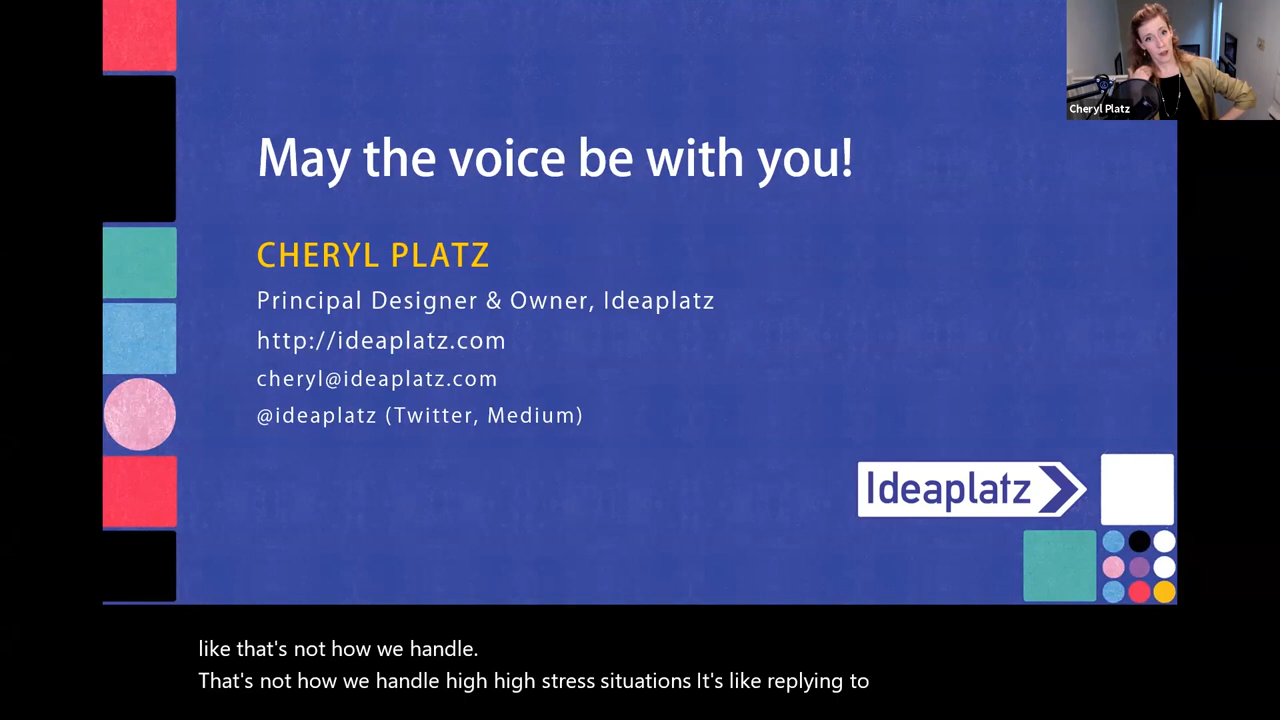 Cheryl Platz
May the voice be with you!
CHERYL PLATZ
Principal Designer & Owner, Ideaplatz
http://ideaplatz.com
cheryl@ideaplatz.com
@ideaplatz (Twitter, Medium)
Ideaplatz
like that's not how we handle.
That's not how we handle high high stress situations It's like replying to